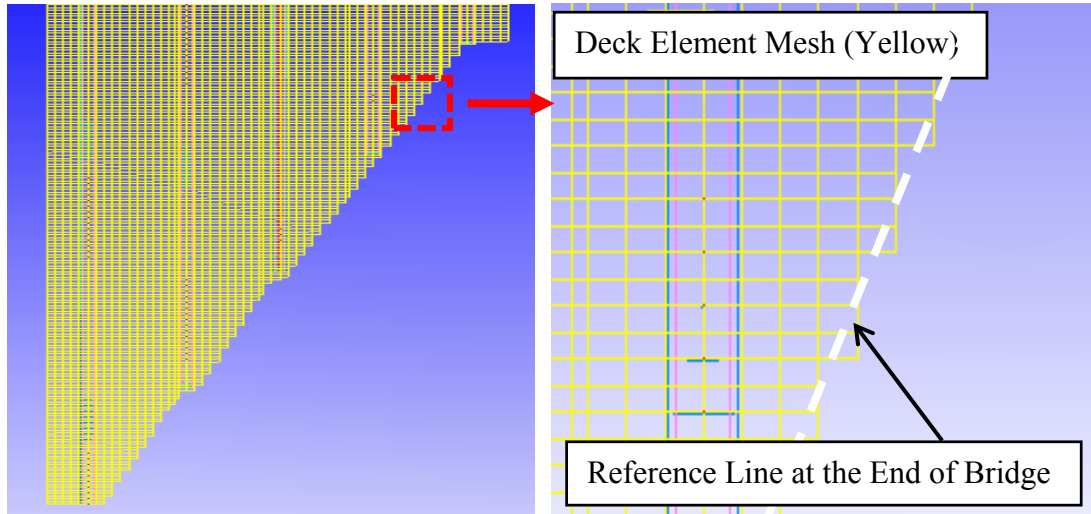 Deck Element Mesh (Yellow)
Reference Line at the End of Bridge